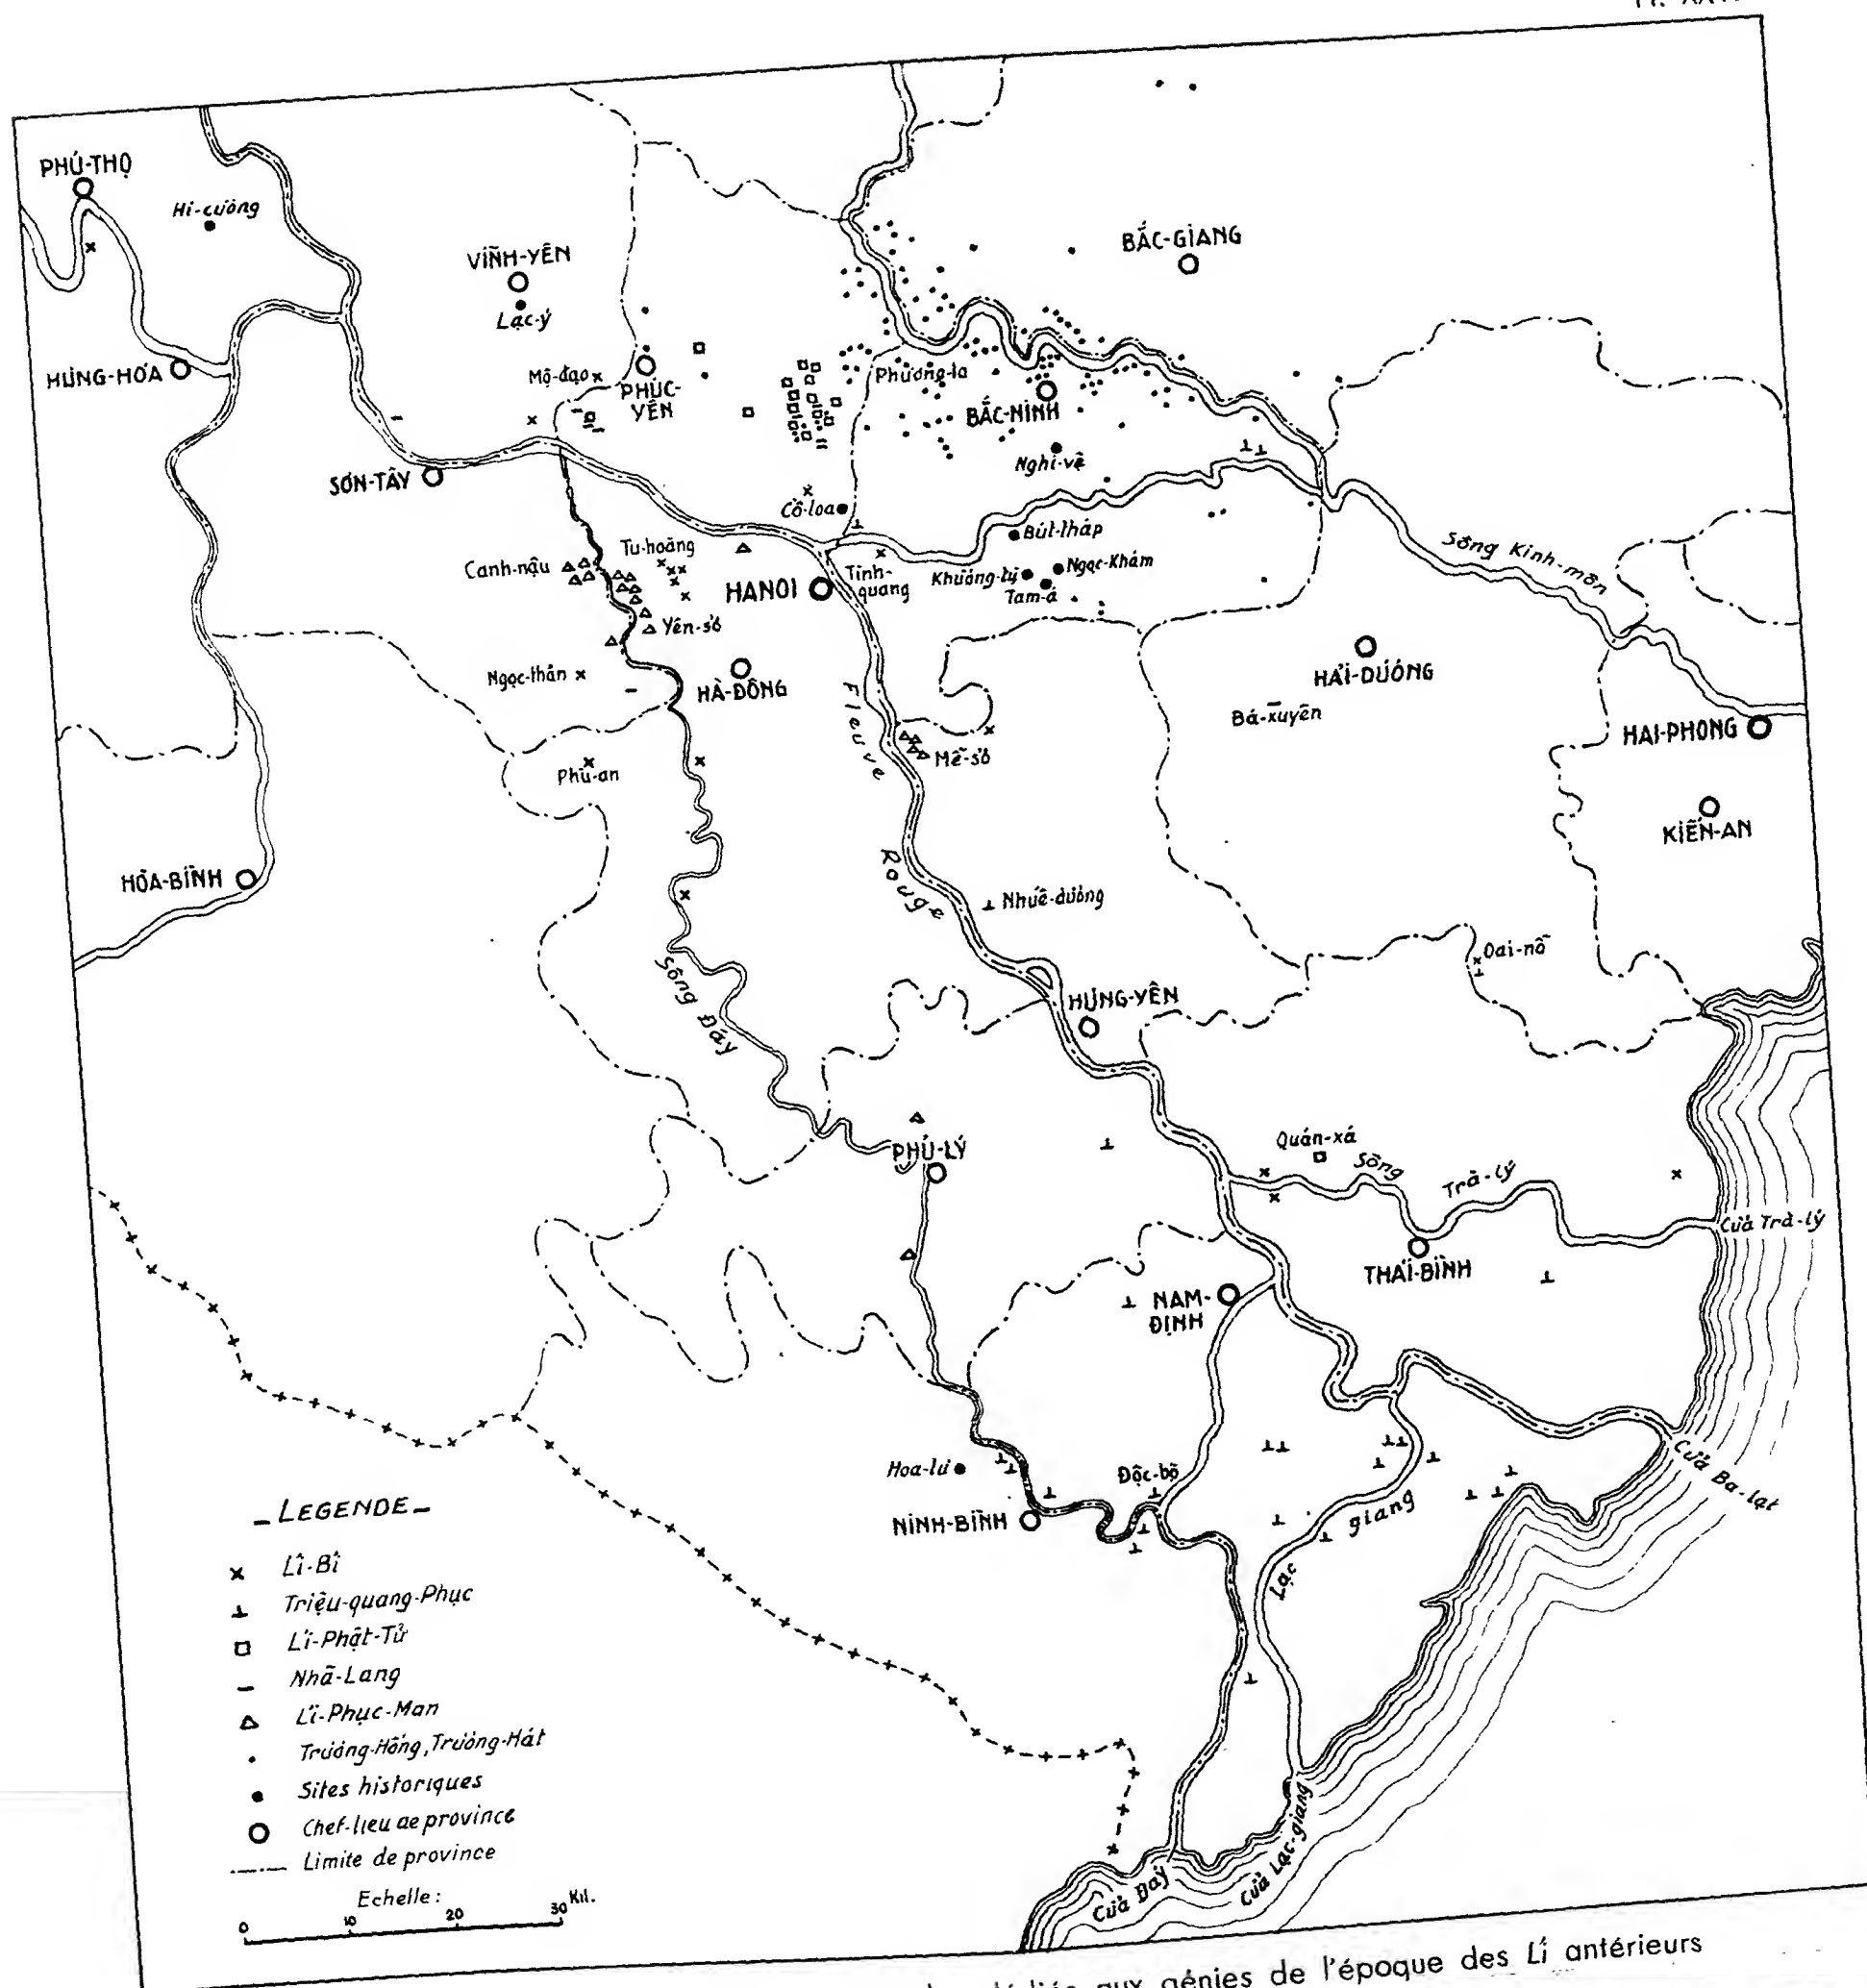 PHÚ-THỌ
Hi-cương
VĨNH-YÊN
Lạc-ý
BẮC-GIANG
HƯNG-HÓA
Mộ-đạo
PHÚC-
YÊN
Phương-la
BẮC-NINH
Nghi-vệ
SƠN-TÂY
Cổ-loa
Bút-tháp
Sông Kinh-môn
Canh-nậu
Tu-hoàng
HANOI
Tình-
quang
Khương-tự
Ngọc-Khám
Tam-á
Yên-sở
Ngọc-thân
HÀ-ĐÔNG
HẢI-DƯƠNG
Bá-xuyên
HAI-PHONG
Fleuve
Rouge
Mễ-sở
Phù-an
KIẾN-AN
HÒA-BÌNH
Nhuế-dương
Oai-nỗ
Sông Đáy
HƯNG-YÊN
PHỦ-LÝ
Quán-xá
Sông
Trà-lý
Cửa Trà-lý
THÁI-BÌNH
NAM-
ĐỊNH
Cửa Ba-lạt
Hoa-lư
Độc-bộ
NINH-BÌNH
giang
Lạc
Cửa Đáy
Cửa Lạc-giang
_ LEGENDE _
Lí-Bí
Triệu-quang-Phục
Lí-Phật-Tử
Nhã-Lang
Lí-Phục-Man
Trương-Hống, Trương-Hát
Sites historiques
Chef-lieu de province
Limite de province
Echelle :
0 10 20 30 Kil.
aux génies de l'époque des Lí antérieurs